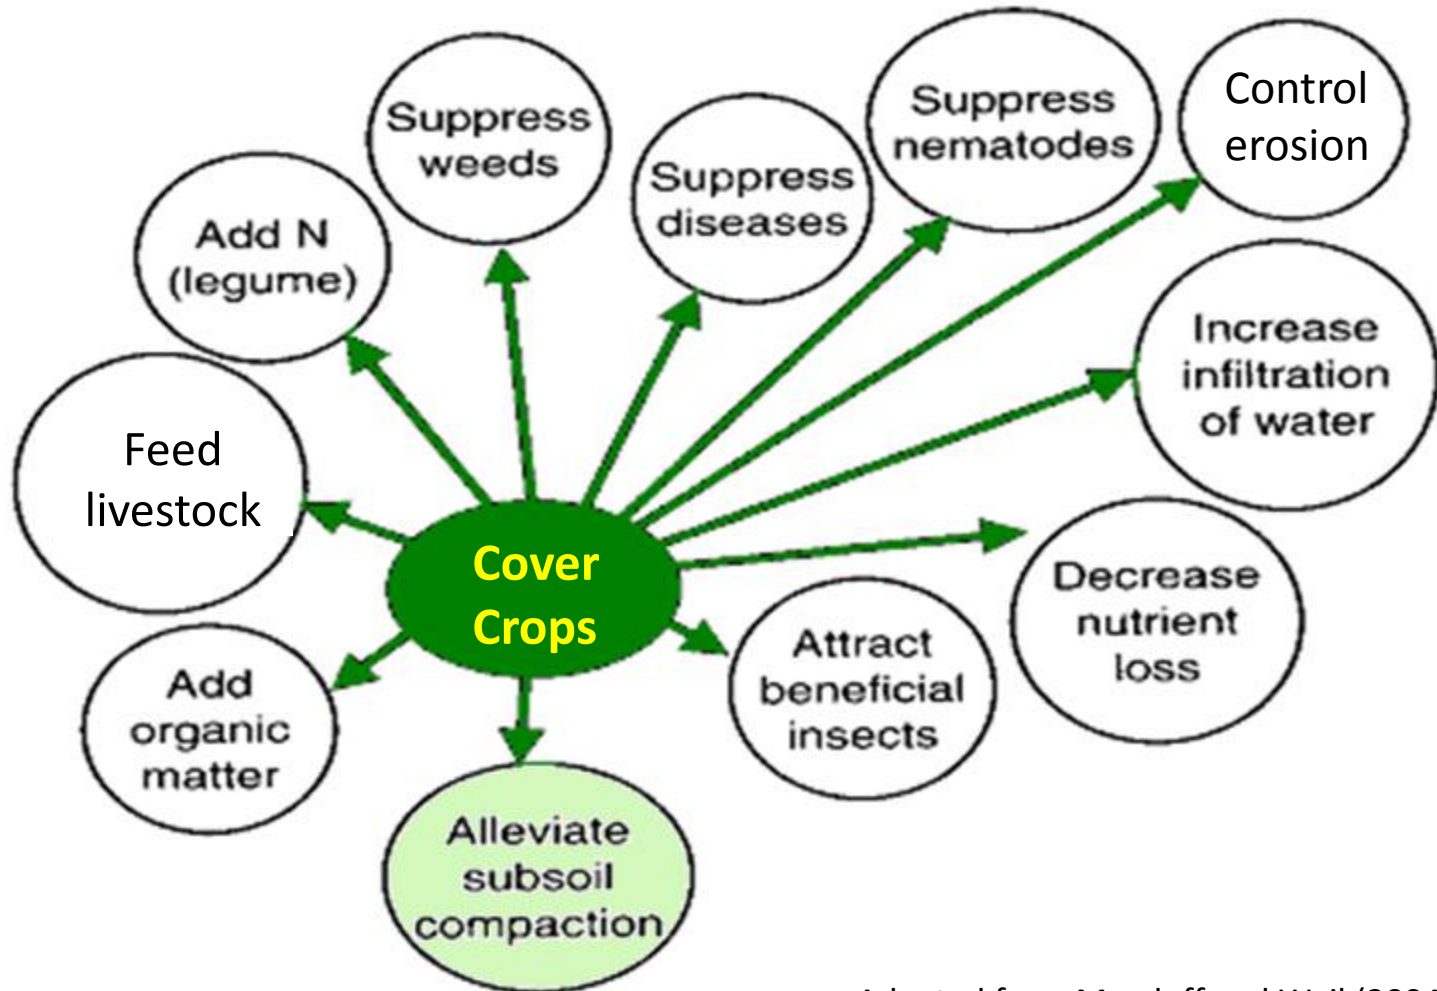 Suppress
weeds
Suppress
diseases
Suppress
nematodes
Control
erosion
Add N
(legume)
Increase
infiltration
of water
Feed
livestock
Cover
Crops
Decrease
nutrient
loss
Attract
beneficial
insects
Add
organic
matter
Alleviate
subsoil
compaction